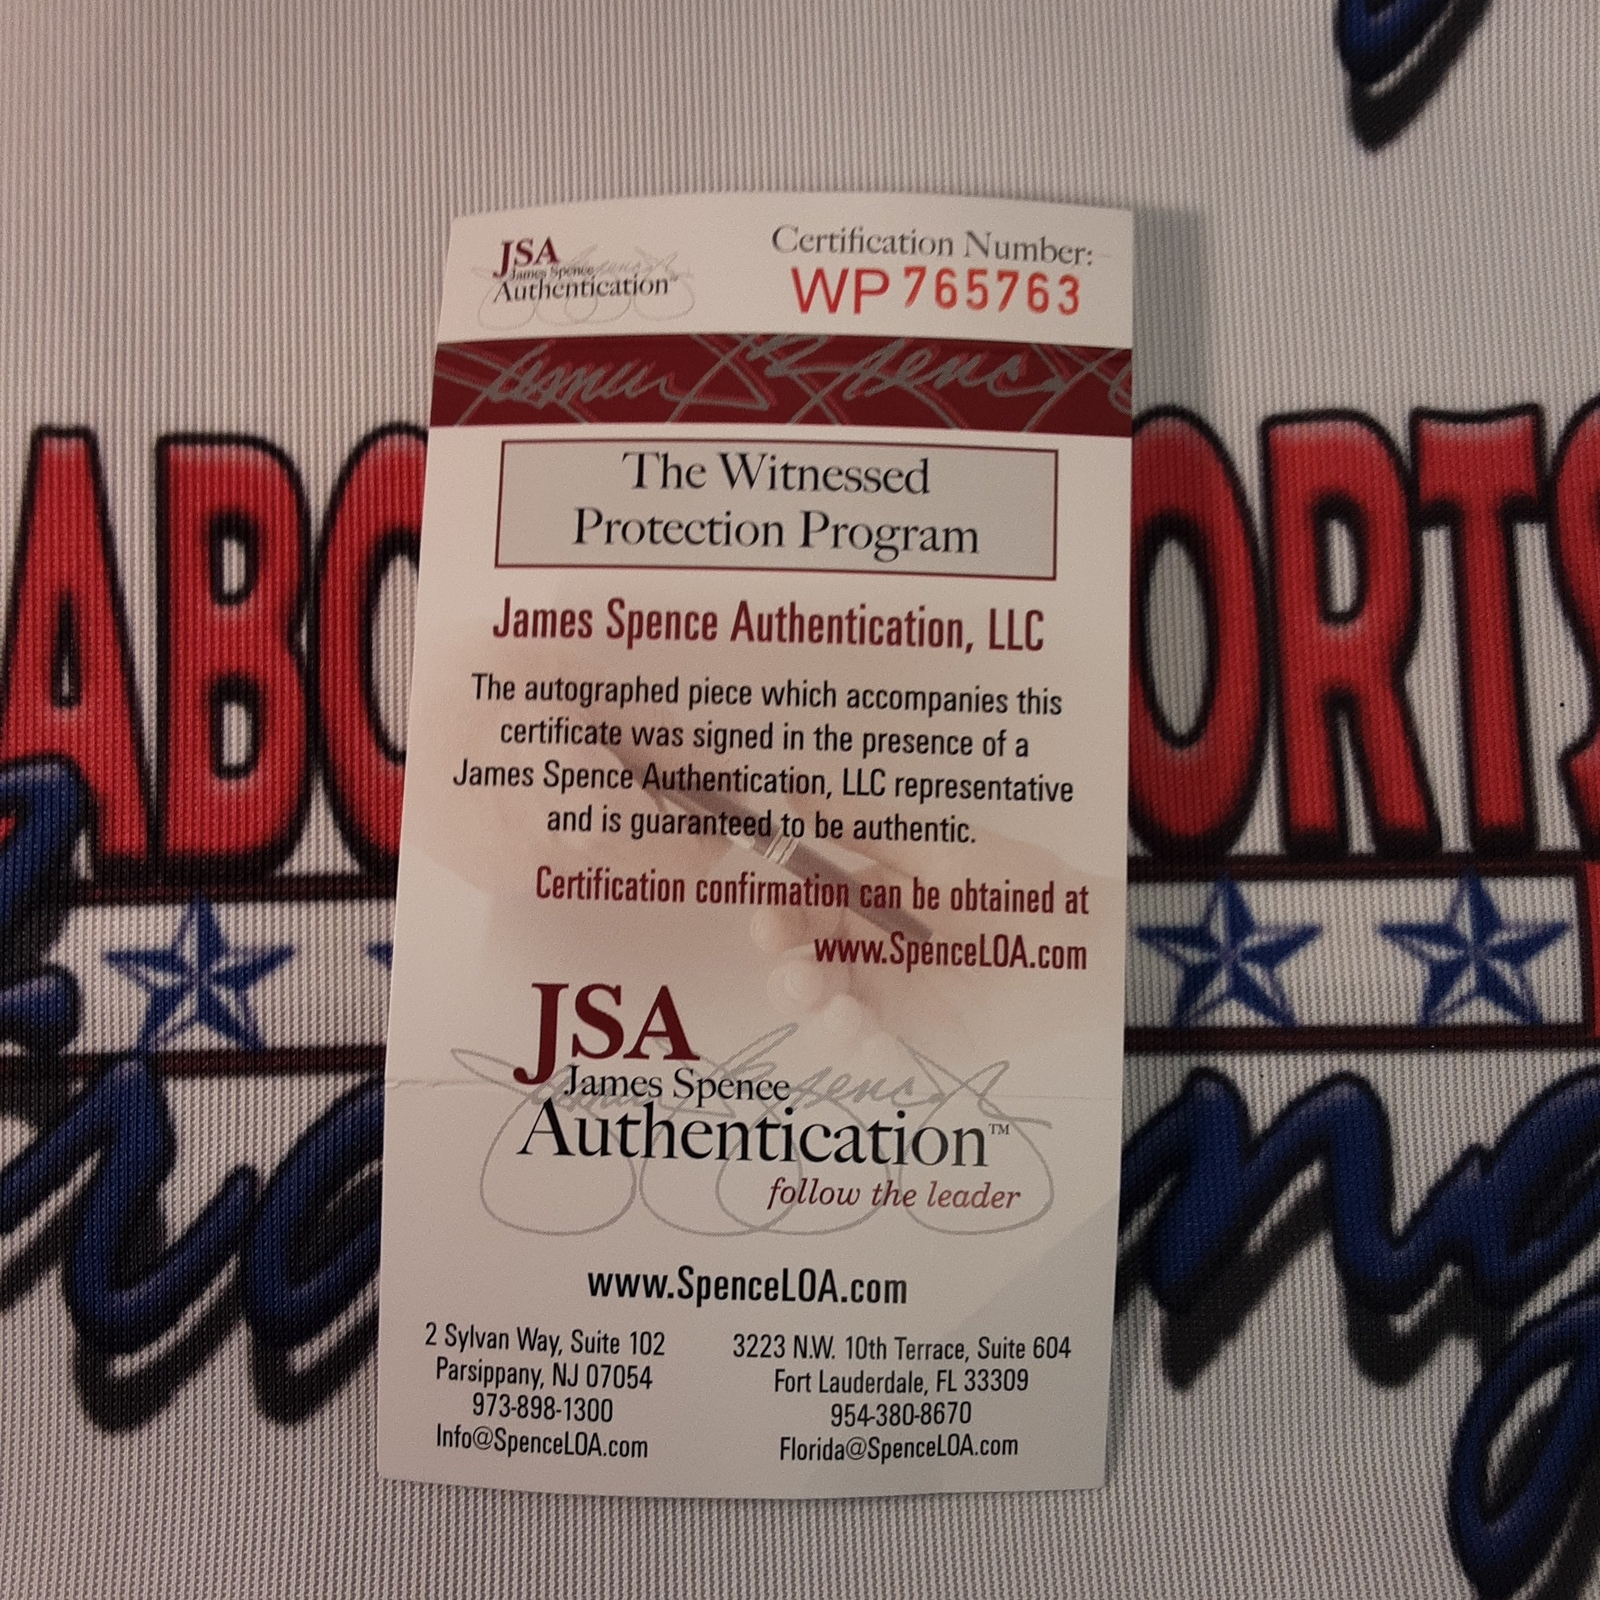 JSA
James Spence
Authentication™
Certification Number:
WP 765763
The Witnessed
Protection Program
James Spence Authentication, LLC
The autographed piece which accompanies this
certificate was signed in the presence of a
James Spence Authentication, LLC representative
and is guaranteed to be authentic.
Certification confirmation can be obtained at
www.SpenceLOA.com
JSA
James Spence
Authentication™
follow the leader
www.SpenceLOA.com
2 Sylvan Way, Suite 102
Parsippany, NJ 07054
973-898-1300
Info@SpenceLOA.com
3223 N.W. 10th Terrace, Suite 604
Fort Lauderdale, FL 33309
954-380-8670
Florida@SpenceLOA.com